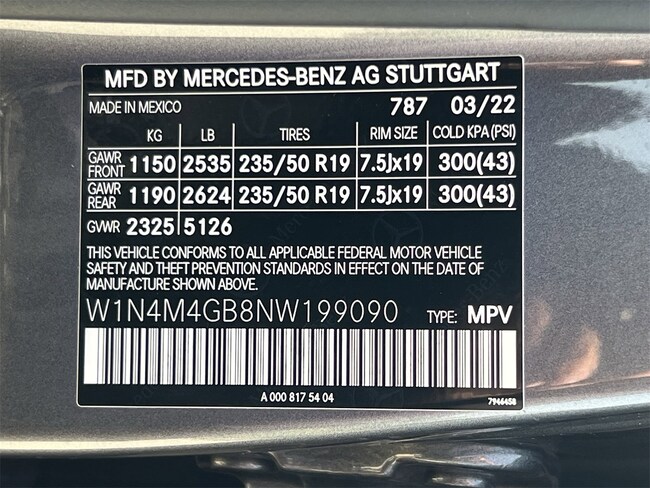 MFD BY MERCEDES-BENZ AG STUTTGART
MADE IN MEXICO 787 03/22
KG LB TIRES RIM SIZE COLD KPA(PSI)
GAWR FRONT 1150 2535 235/50 R19 7.5Jx19 300(43)
GAWR REAR 1190 2624 235/50 R19 7.5Jx19 300(43)
GVWR 2325 5126
THIS VEHICLE CONFORMS TO ALL APPLICABLE FEDERAL MOTOR VEHICLE
SAFETY AND THEFT PREVENTION STANDARDS IN EFFECT ON THE DATE OF
MANUFACTURE SHOWN ABOVE.
W1N4M4GB8NW199090 TYPE: MPV
A 000 817 54 04
7946458